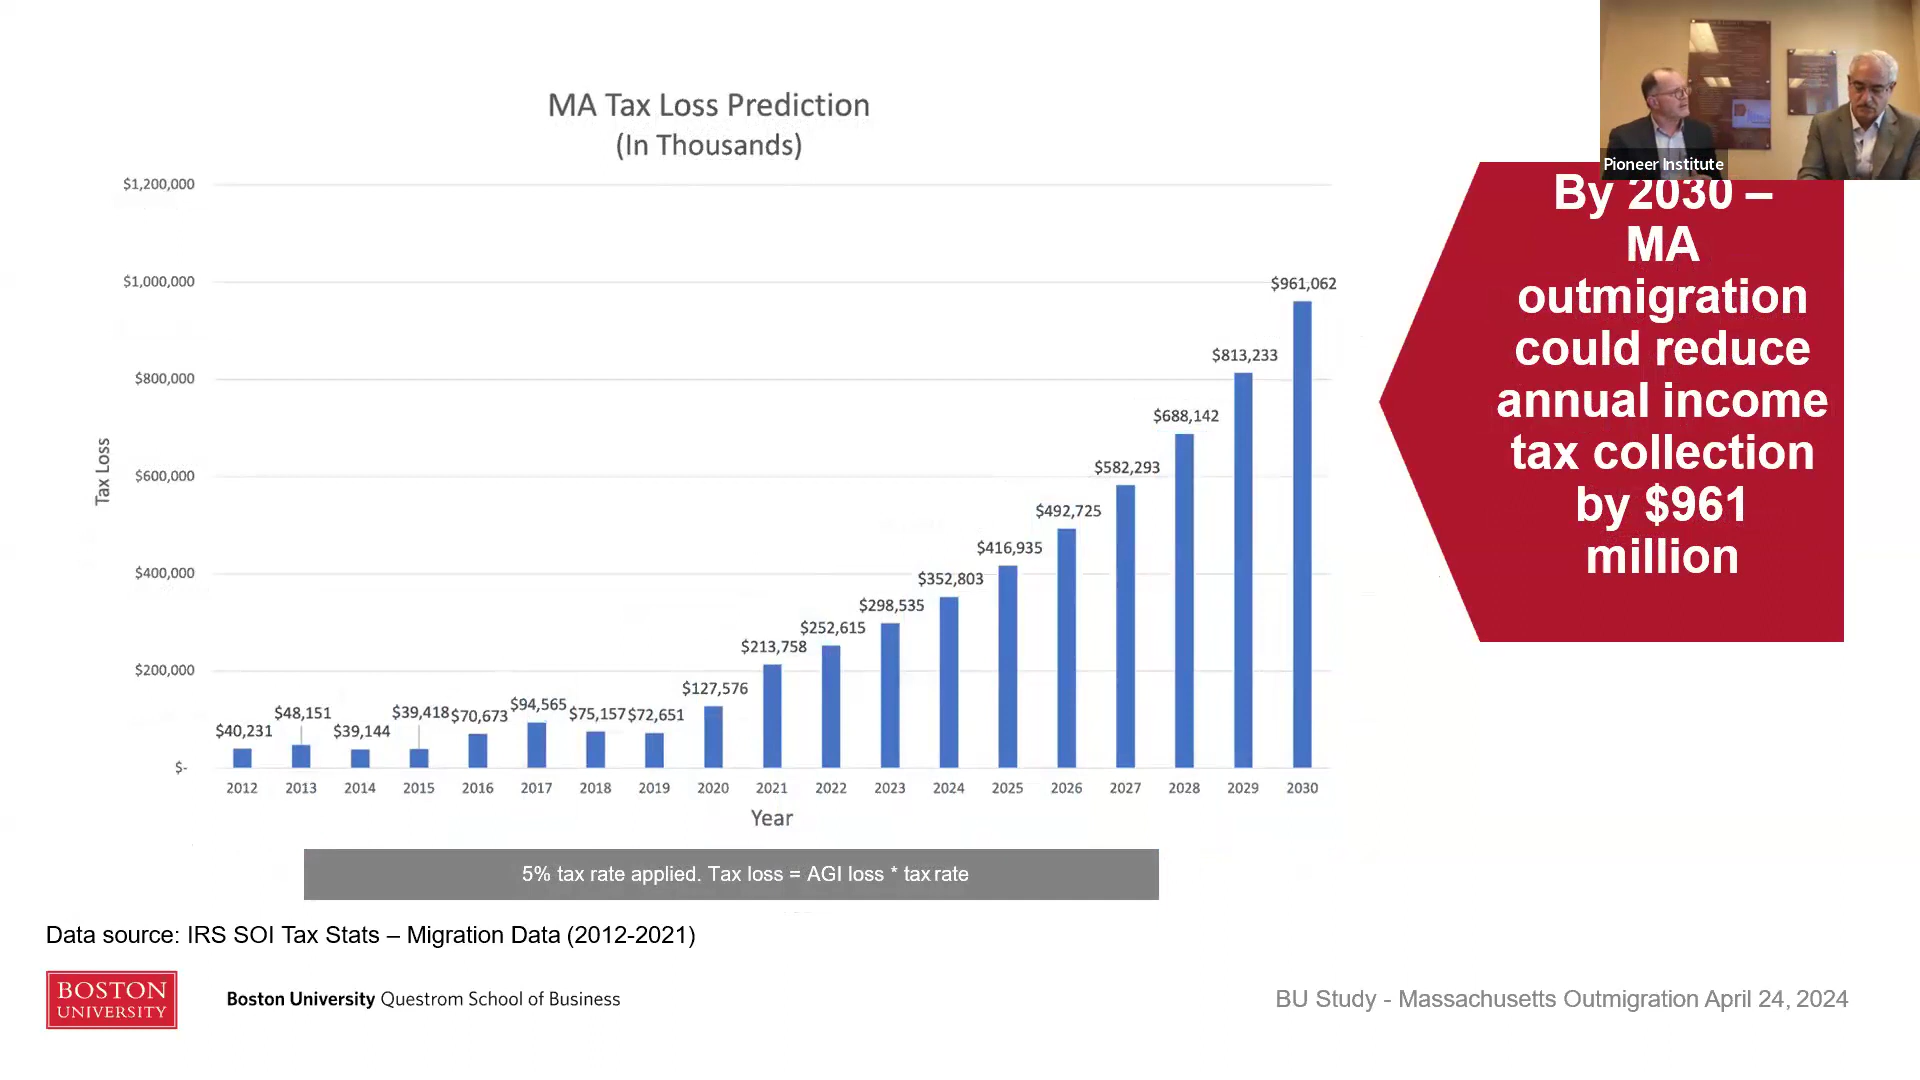 MA Tax Loss Prediction
(In Thousands)
Pioneer Institute
$1,200,000
$1,000,000
$800,000
$600,000
$400,000
$200,000
$-
Tax Loss
$40,231
$48,151
$39,144
$39,418
$70,673
$94,565
$75,157
$72,651
$127,576
$213,758
$252,615
$298,535
$352,803
$416,935
$492,725
$582,293
$688,142
$813,233
$961,062
2012 2013 2014 2015 2016 2017 2018 2019 2020 2021 2022 2023 2024 2025 2026 2027 2028 2029 2030
Year
By 2030 –
MA
outmigration
could reduce
annual income
tax collection
by $961
million
5% tax rate applied. Tax loss = AGI loss * tax rate
Data source: IRS SOI Tax Stats – Migration Data (2012-2021)
BOSTON
UNIVERSITY
Boston University Questrom School of Business
BU Study - Massachusetts Outmigration April 24, 2024